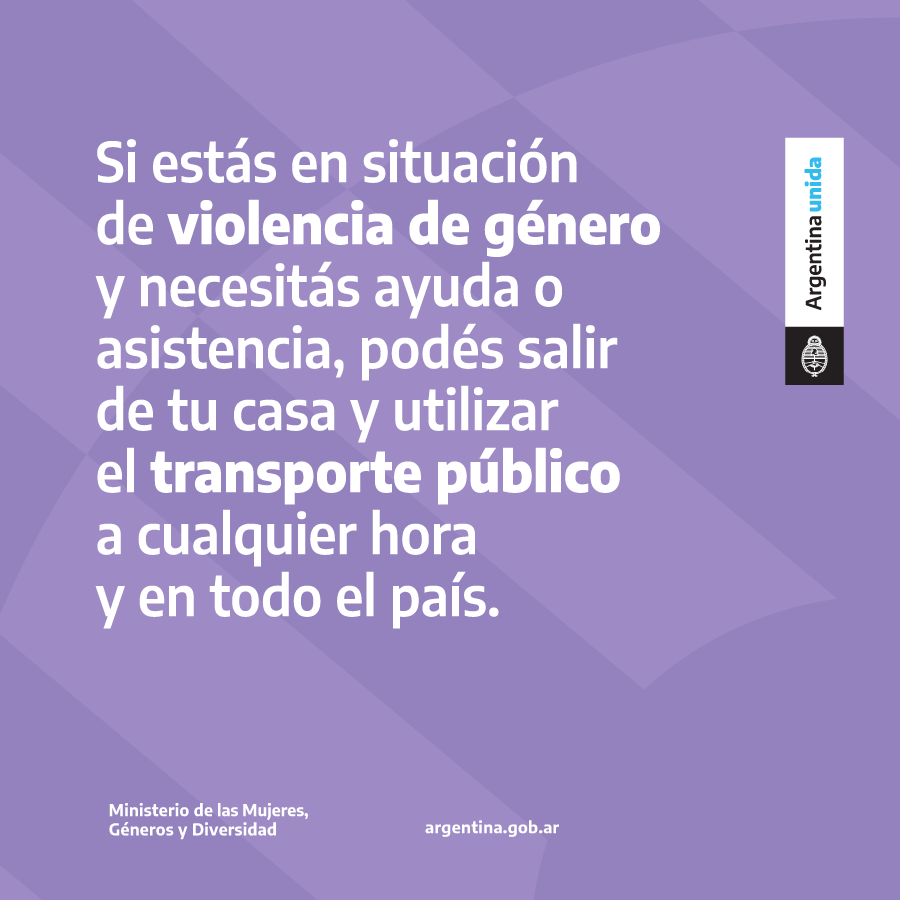 Si estás en situación
de violencia de género
y necesitás ayuda o
asistencia, podés salir
de tu casa y utilizar
el transporte público
a cualquier hora
y en todo el país.
Argentina unida
Ministerio de las Mujeres,
Géneros y Diversidad
argentina.gob.ar